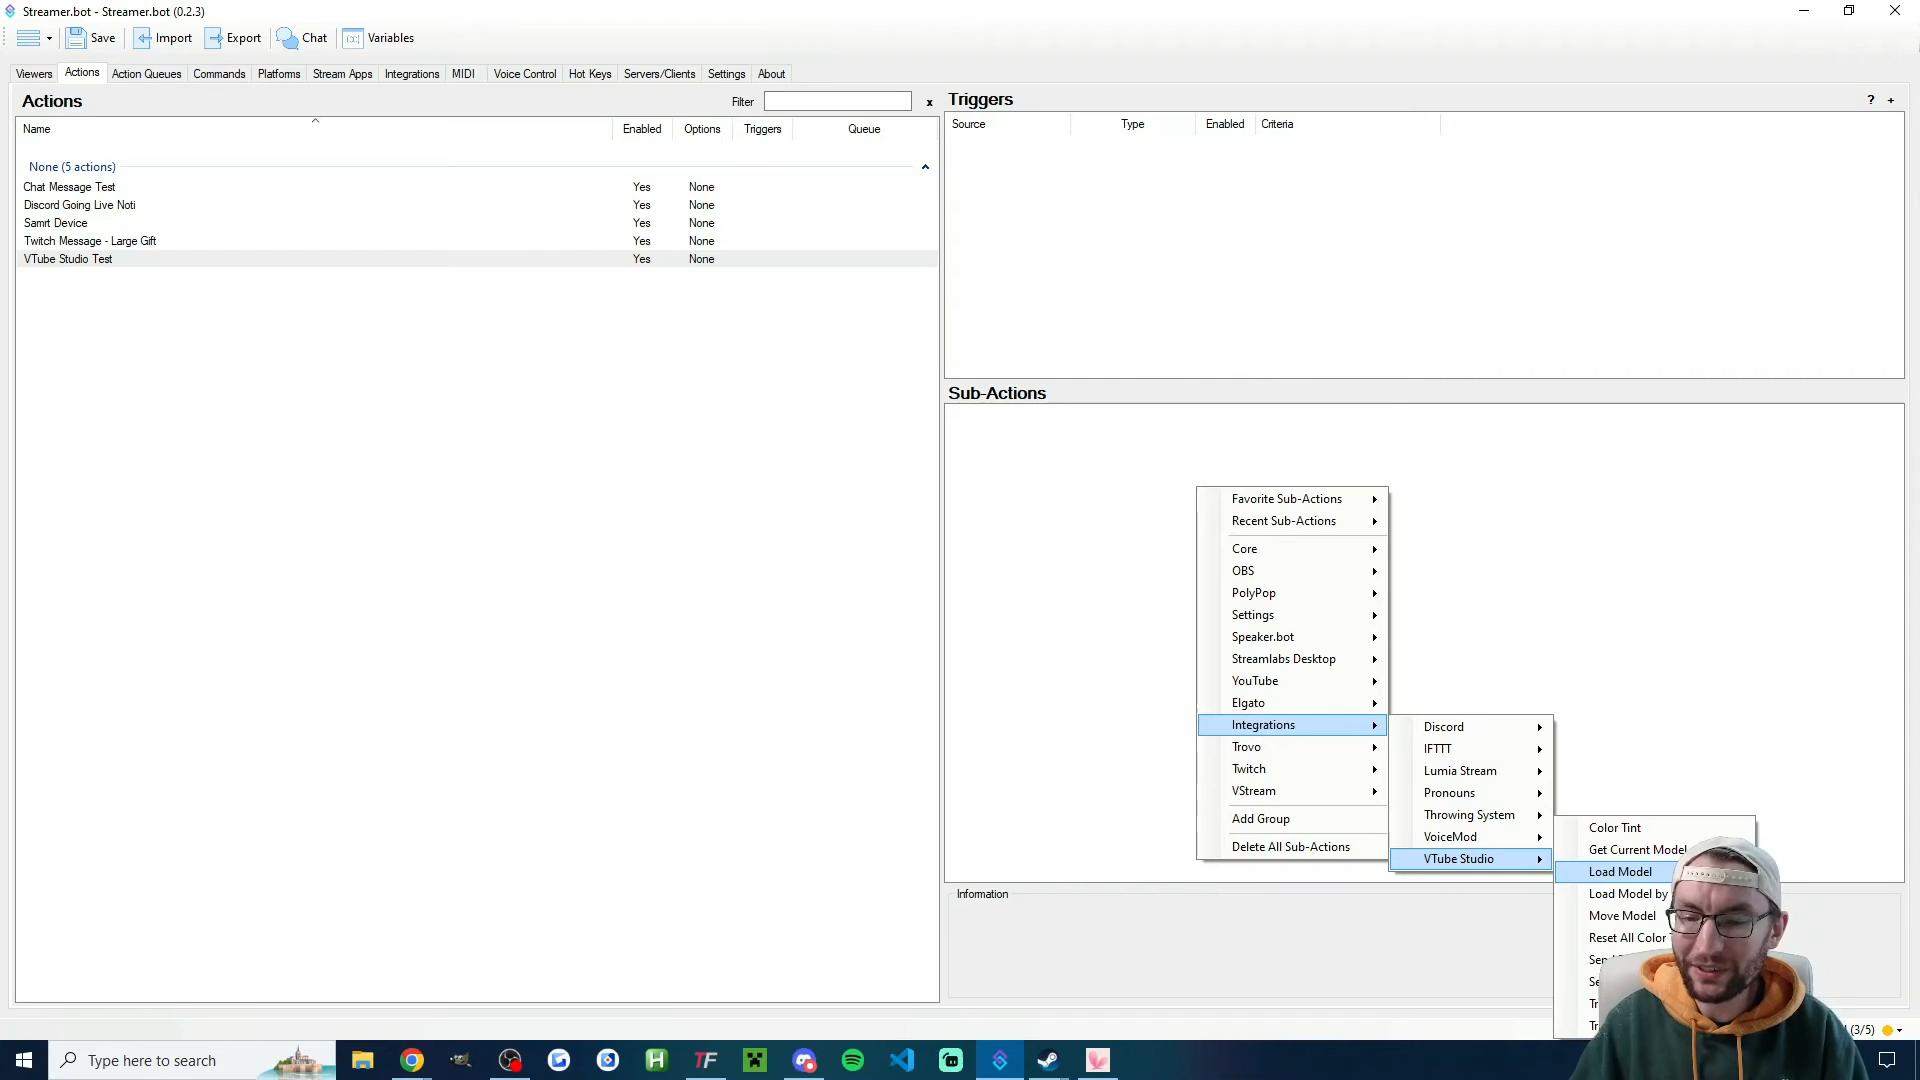 Streamer.bot - Streamer.bot (0.2.3)
Save Import Export Chat Variables
Viewers Actions Action Queues Commands Platforms Stream Apps Integrations MIDI Voice Control Hot Keys Servers/Clients Settings About
Actions
Filter x
Name Enabled Options Triggers Queue
None (5 actions)
Chat Message Test Yes None
Discord Going Live Noti Yes None
Samrt Device Yes None
Twitch Message - Large Gift Yes None
VTube Studio Test Yes None
Triggers ? +
Source Type Enabled Criteria
Sub-Actions
Favorite Sub-Actions
Recent Sub-Actions
Core
OBS
PolyPop
Settings
Speaker.bot
Streamlabs Desktop
YouTube
Elgato
Integrations
Trovo
Twitch
VStream
Add Group
Delete All Sub-Actions
Discord
IFTTT
Lumia Stream
Pronouns
Throwing System
VoiceMod
VTube Studio
Color Tint
Get Current Model
Load Model
Load Model by
Move Model
Reset All Color
Information
(3/5)
Type here to search